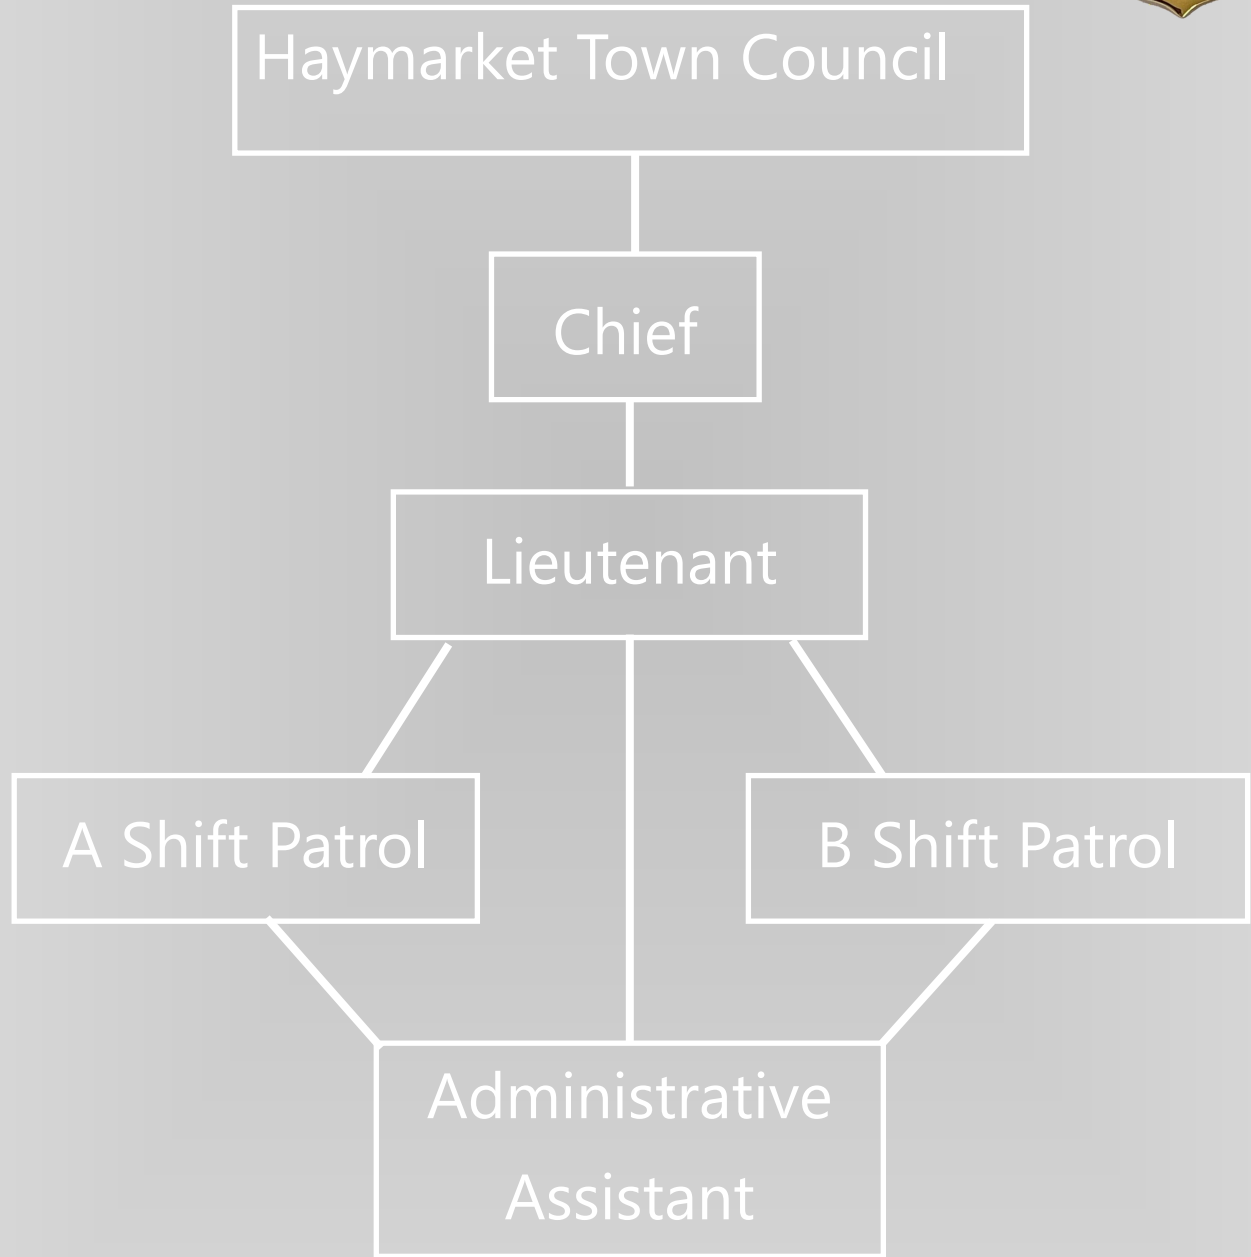 Haymarket Town Council
Chief
Lieutenant
A Shift Patrol
B Shift Patrol
Administrative
Assistant